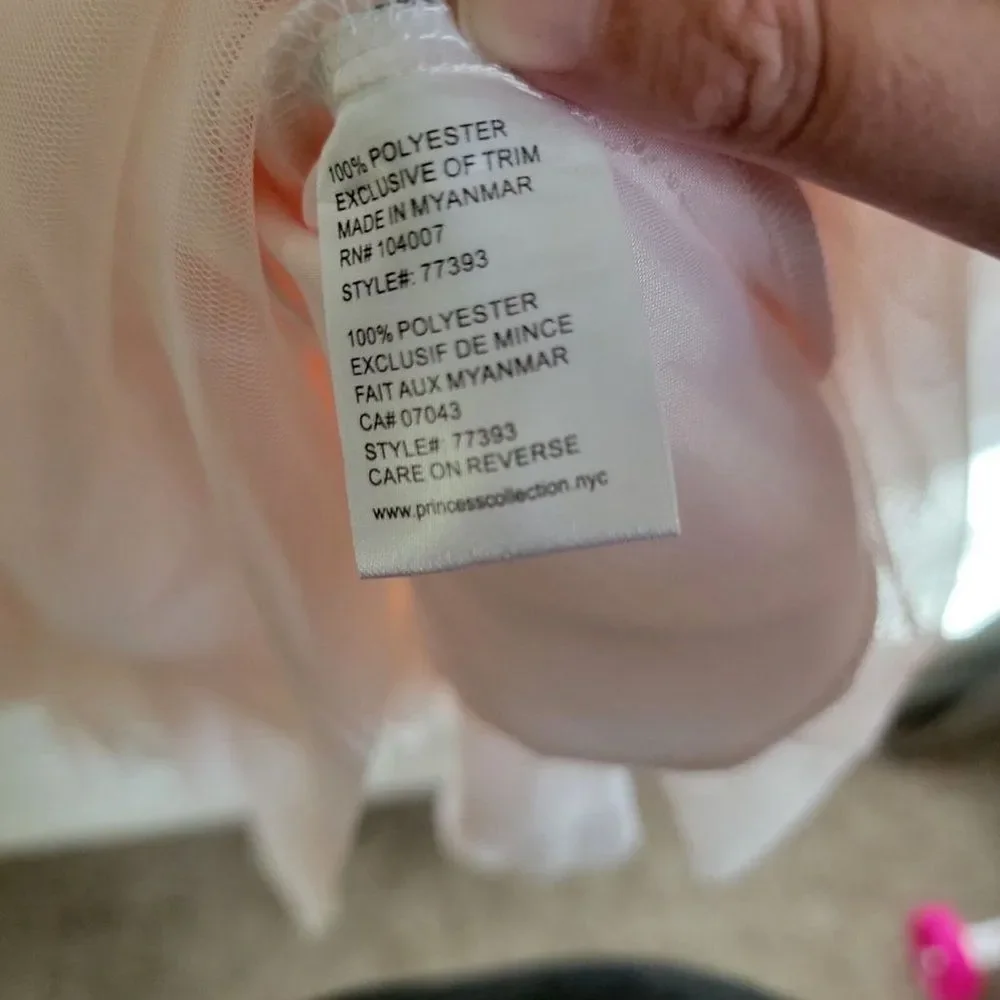 100% POLYESTER
EXCLUSIVE OF TRIM
MADE IN MYANMAR
RN# 104007
STYLE#: 77393
100% POLYESTER
EXCLUSIF DE MINCE
FAIT AUX MYANMAR
CA# 07043
STYLE#: 77393
CARE ON REVERSE
www.princesscollection.nyc